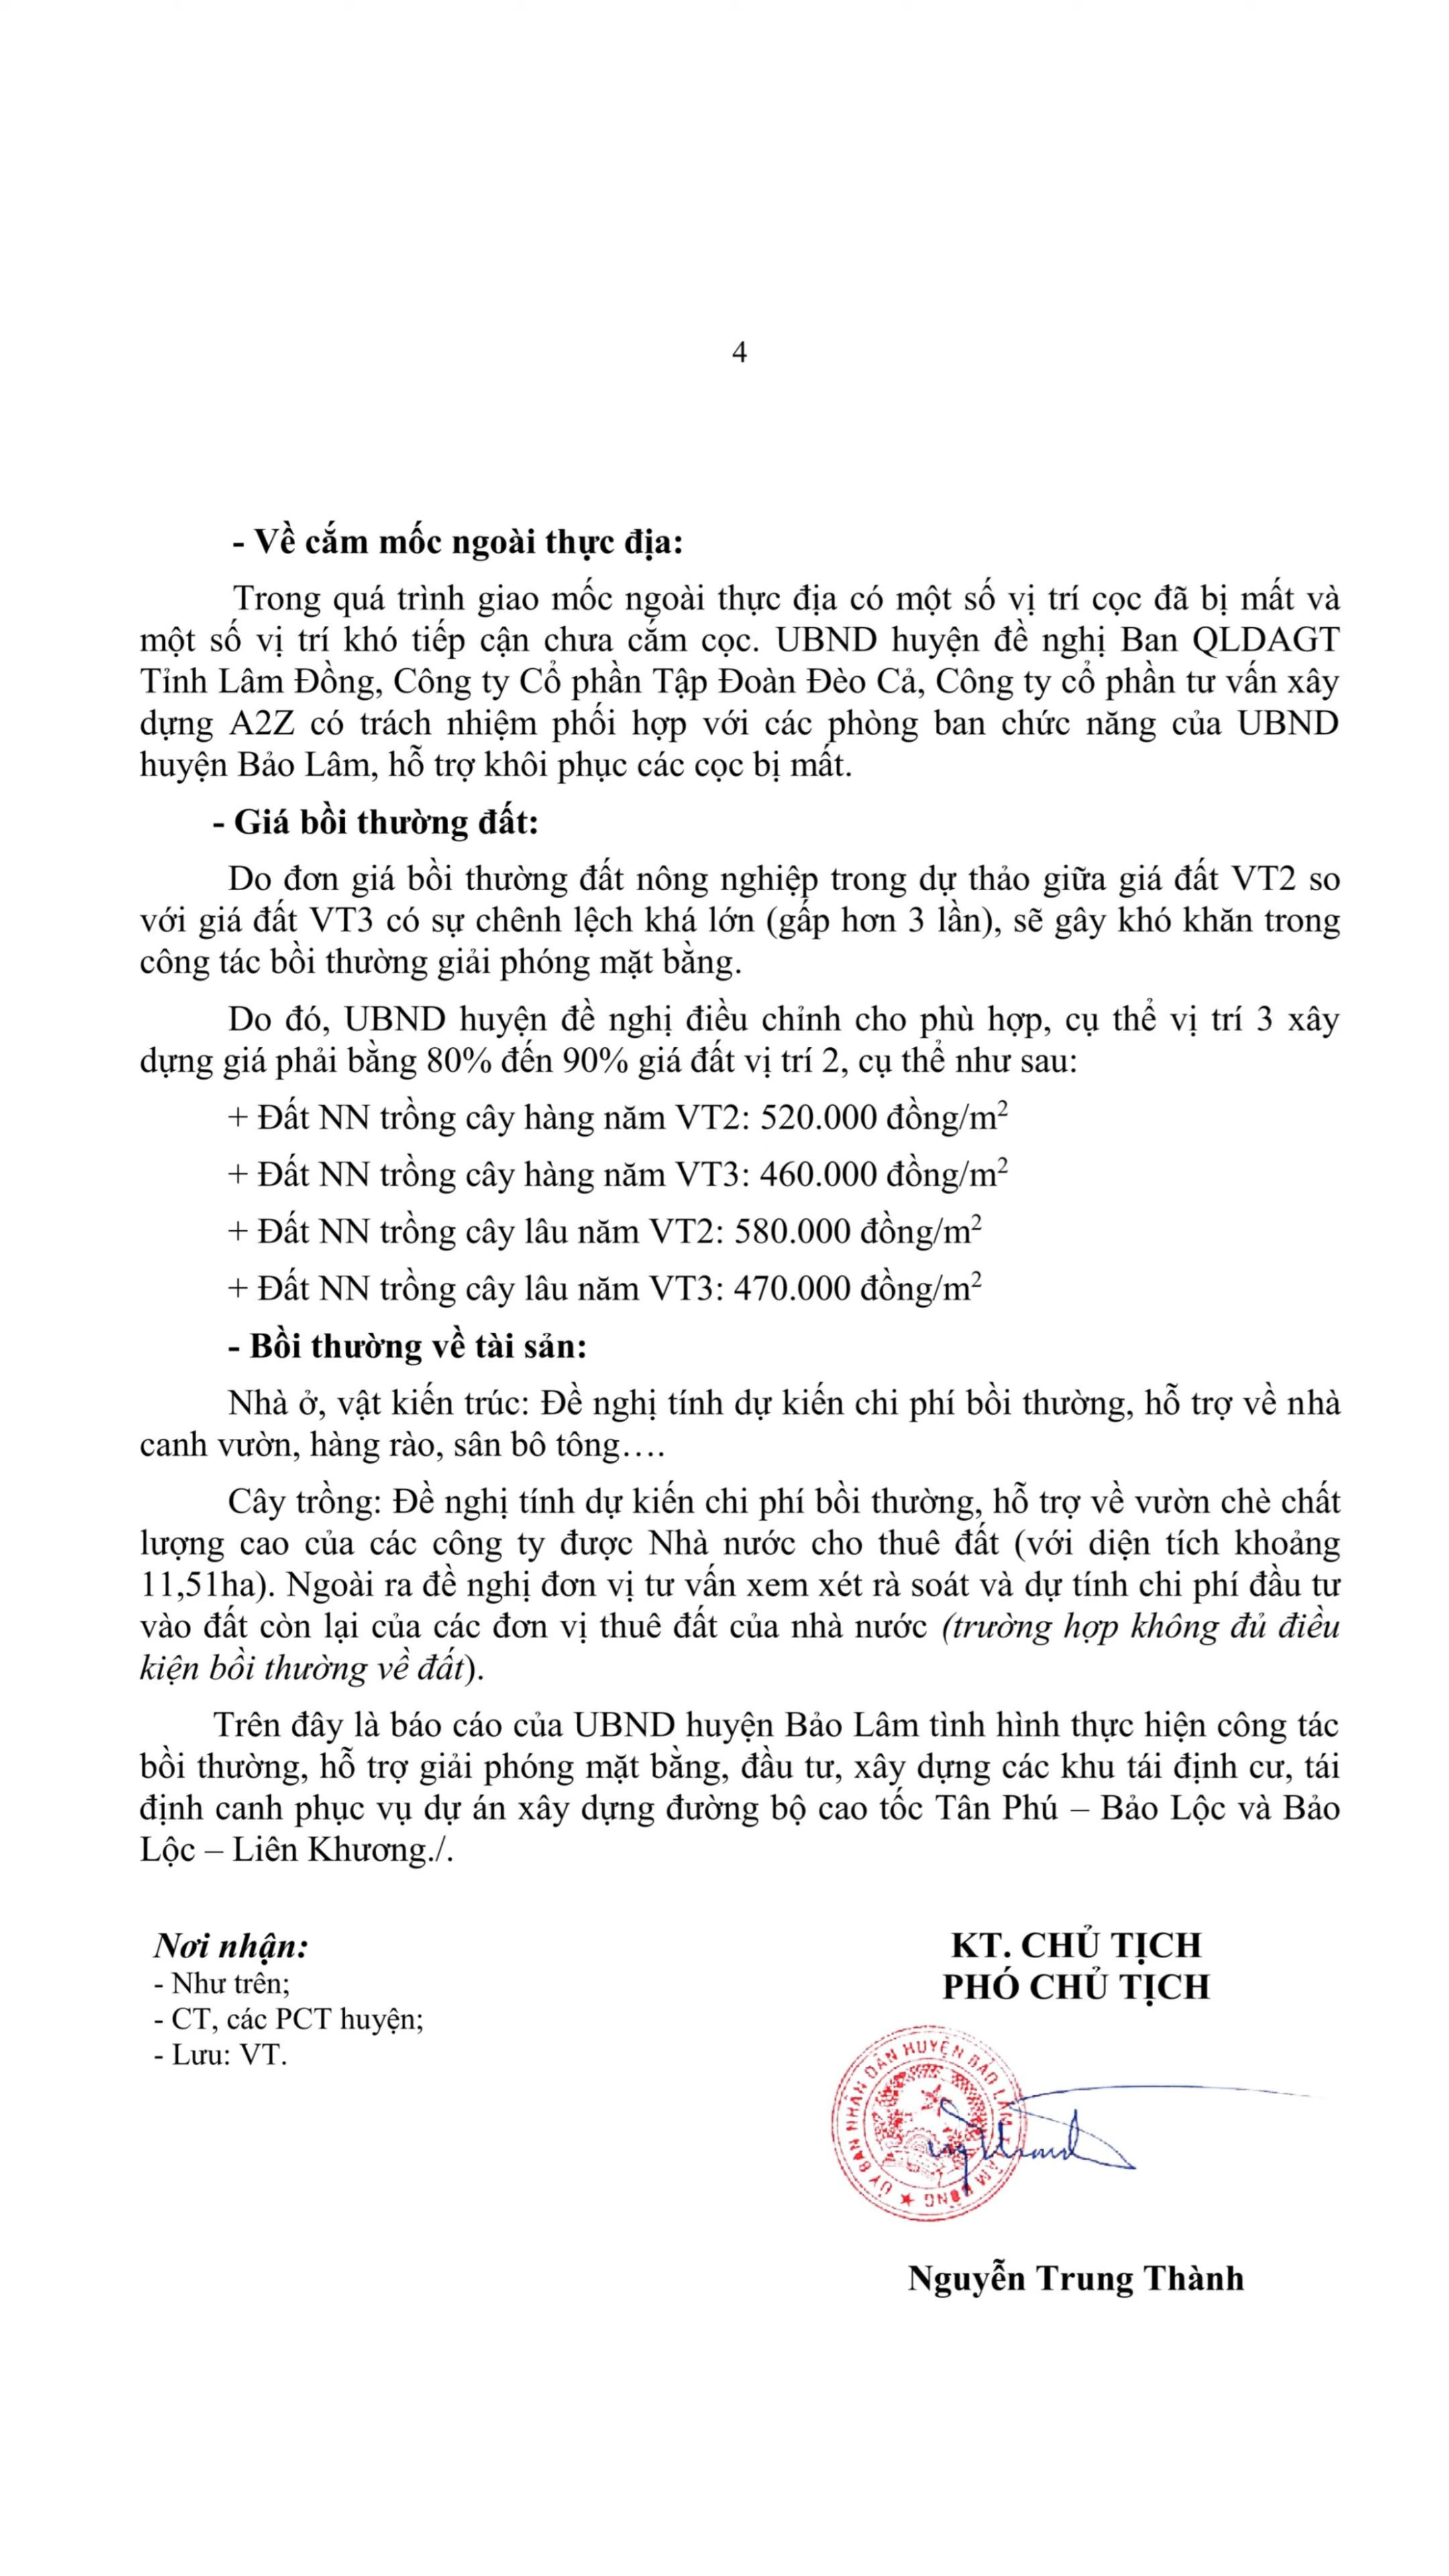 4
- Về cắm mốc ngoài thực địa:
Trong quá trình giao mốc ngoài thực địa có một số vị trí cọc đã bị mất và
một số vị trí khó tiếp cận chưa cắm cọc. UBND huyện đề nghị Ban QLDAGT
Tỉnh Lâm Đồng, Công ty Cổ phần Tập Đoàn Đèo Cả, Công ty cổ phần tư vấn xây
dựng A2Z có trách nhiệm phối hợp với các phòng ban chức năng của UBND
huyện Bảo Lâm, hỗ trợ khôi phục các cọc bị mất.
- Giá bồi thường đất:
Do đơn giá bồi thường đất nông nghiệp trong dự thảo giữa giá đất VT2 so
với giá đất VT3 có sự chênh lệch khá lớn (gấp hơn 3 lần), sẽ gây khó khăn trong
công tác bồi thường giải phóng mặt bằng.
Do đó, UBND huyện đề nghị điều chỉnh cho phù hợp, cụ thể vị trí 3 xây
dựng giá phải bằng 80% đến 90% giá đất vị trí 2, cụ thể như sau:
+ Đất NN trồng cây hàng năm VT2: 520.000 đồng/m²
+ Đất NN trồng cây hàng năm VT3: 460.000 đồng/m²
+ Đất NN trồng cây lâu năm VT2: 580.000 đồng/m²
+ Đất NN trồng cây lâu năm VT3: 470.000 đồng/m²
- Bồi thường về tài sản:
Nhà ở, vật kiến trúc: Đề nghị tính dự kiến chi phí bồi thường, hỗ trợ về nhà
canh vườn, hàng rào, sân bô tông….
Cây trồng: Đề nghị tính dự kiến chi phí bồi thường, hỗ trợ về vườn chè chất
lượng cao của các công ty được Nhà nước cho thuê đất (với diện tích khoảng
11,51ha). Ngoài ra đề nghị đơn vị tư vấn xem xét rà soát và dự tính chi phí đầu tư
vào đất còn lại của các đơn vị thuê đất của nhà nước (trường hợp không đủ điều
kiện bồi thường về đất).
Trên đây là báo cáo của UBND huyện Bảo Lâm tình hình thực hiện công tác
bồi thường, hỗ trợ giải phóng mặt bằng, đầu tư, xây dựng các khu tái định cư, tái
định canh phục vụ dự án xây dựng đường bộ cao tốc Tân Phú – Bảo Lộc và Bảo
Lộc – Liên Khương./.
Nơi nhận:
- Như trên;
- CT, các PCT huyện;
- Lưu: VT.
KT. CHỦ TỊCH
PHÓ CHỦ TỊCH
ỦY BAN NHÂN DÂN HUYỆN BẢO LÂM
Nguyễn Trung Thành